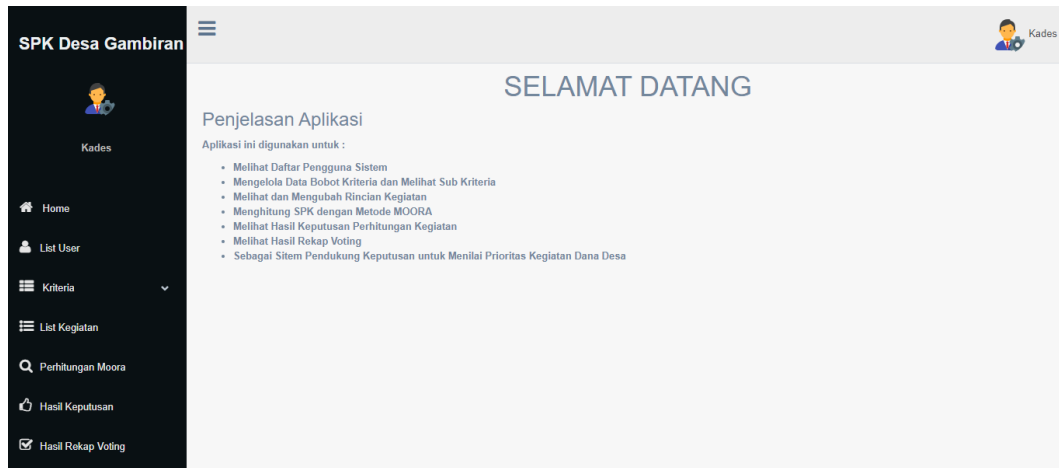 SPK Desa Gambiran
Kades
Home
List User
Kriteria
List Kegiatan
Perhitungan Moora
Hasil Keputusan
Hasil Rekap Voting
Kades
SELAMAT DATANG
Penjelasan Aplikasi
Aplikasi ini digunakan untuk :
• Melihat Daftar Pengguna Sistem
• Mengelola Data Bobot Kriteria dan Melihat Sub Kriteria
• Melihat dan Mengubah Rincian Kegiatan
• Menghitung SPK dengan Metode MOORA
• Melihat Hasil Keputusan Perhitungan Kegiatan
• Melihat Hasil Rekap Voting
• Sebagai Sitem Pendukung Keputusan untuk Menilai Prioritas Kegiatan Dana Desa